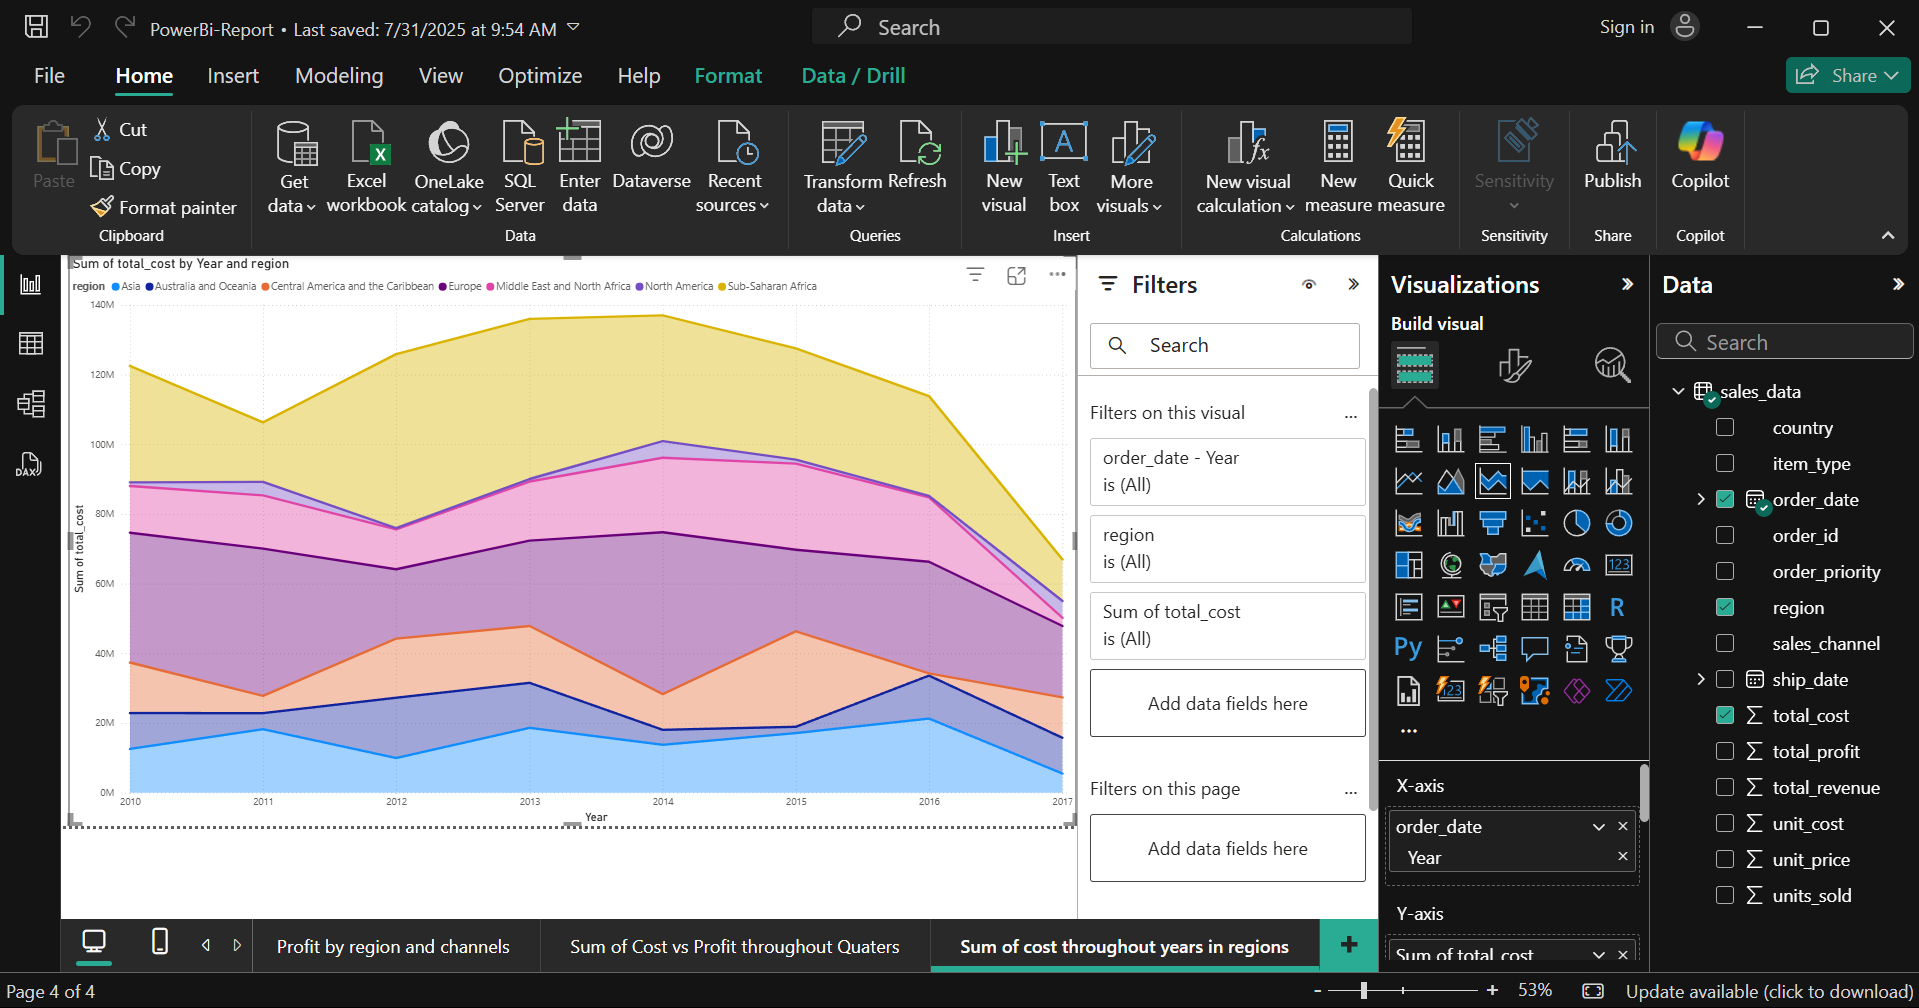 PowerBi-Report • Last saved: 7/31/2025 at 9:54 AM
Search
Sign in
File Home Insert Modeling View Optimize Help Format Data / Drill
Share
Paste
Cut
Copy
Format painter
Clipboard
Get data
Excel workbook
OneLake catalog
SQL Server
Enter data
Dataverse
Recent sources
Data
Transform data
Refresh
Queries
New visual
Text box
More visuals
Insert
New visual calculation
New measure
Quick measure
Calculations
Sensitivity
Sensitivity
Publish
Share
Copilot
Copilot
Sum of total_cost by Year and region
region Asia Australia and Oceania Central America and the Caribbean Europe Middle East and North Africa North America Sub-Saharan Africa
140M
120M
100M
80M
60M
40M
20M
0M
Sum of total_cost
2010 2011 2012 2013 2014 2015 2016 2017
Year
Filters
Search
Filters on this visual
order_date - Year
is (All)
region
is (All)
Sum of total_cost
is (All)
Add data fields here
Filters on this page
Add data fields here
Visualizations
Build visual
123
R
Py
123
X-axis
order_date
Year
Y-axis
Sum of total_cost
Data
Search
sales_data
country
item_type
order_date
order_id
order_priority
region
sales_channel
ship_date
total_cost
total_profit
total_revenue
unit_cost
unit_price
units_sold
DAX
Profit by region and channels
Sum of Cost vs Profit throughout Quaters
Sum of cost throughout years in regions
Page 4 of 4
53%
Update available (click to download)